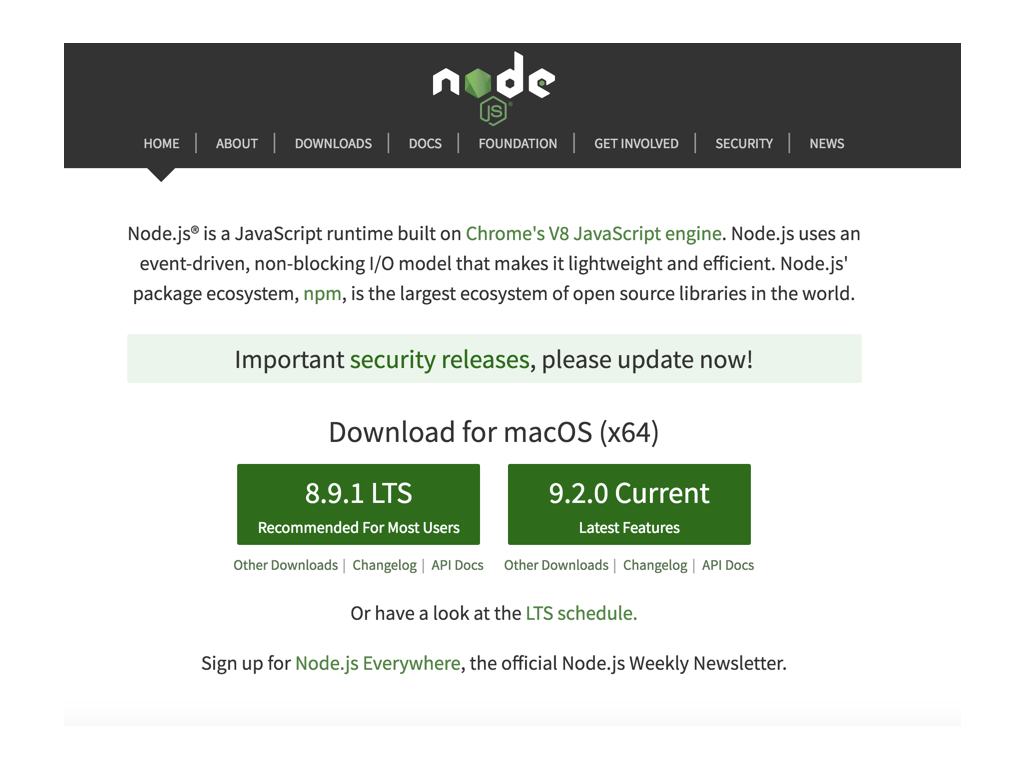 node
JS
HOME | ABOUT | DOWNLOADS | DOCS | FOUNDATION | GET INVOLVED | SECURITY | NEWS
Node.js® is a JavaScript runtime built on Chrome's V8 JavaScript engine. Node.js uses an
event-driven, non-blocking I/O model that makes it lightweight and efficient. Node.js'
package ecosystem, npm, is the largest ecosystem of open source libraries in the world.
Important security releases, please update now!
Download for macOS (x64)
8.9.1 LTS
Recommended For Most Users
9.2.0 Current
Latest Features
Other Downloads | Changelog | API Docs
Other Downloads | Changelog | API Docs
Or have a look at the LTS schedule.
Sign up for Node.js Everywhere, the official Node.js Weekly Newsletter.